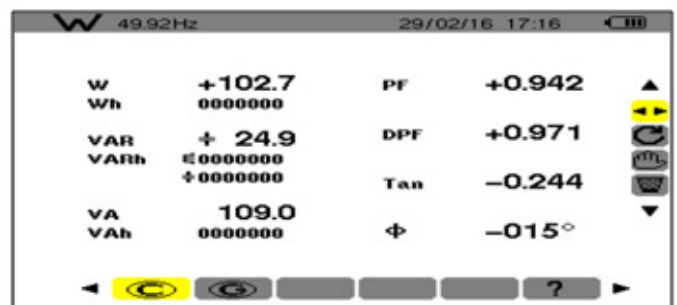 W 49.92Hz 29/02/16 17:16
W +102.7 PF +0.942
Wh 0000000
VAR 24.9 DPF +0.971
VARh 0000000
0000000 Tan −0.244
VA 109.0
VAh 0000000 Φ −015°
C G ?